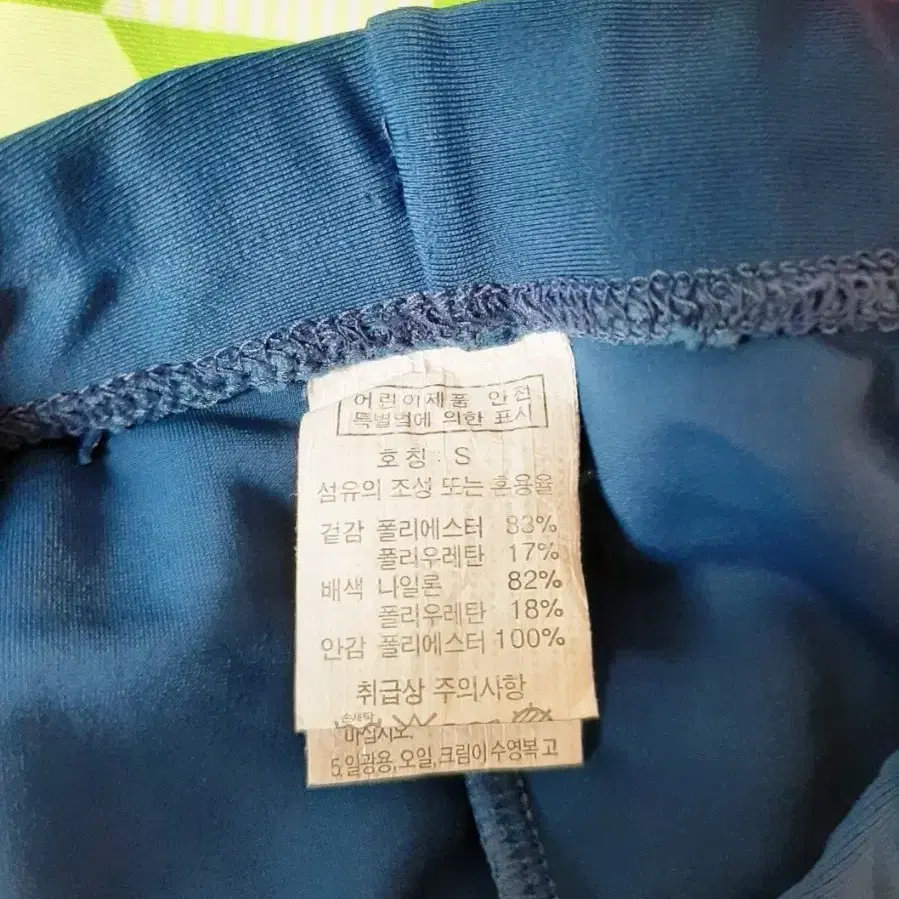 어린이제품 안전
특별법에 의한 표시
호칭 : S
섬유의 조성 또는 혼용율
겉감 폴리에스터 83%
폴리우레탄 17%
배색 나일론 82%
폴리우레탄 18%
안감 폴리에스터 100%
취급상 주의사항
손세탁
마십시오.
5.일광용,오일,크림이 수영복 고